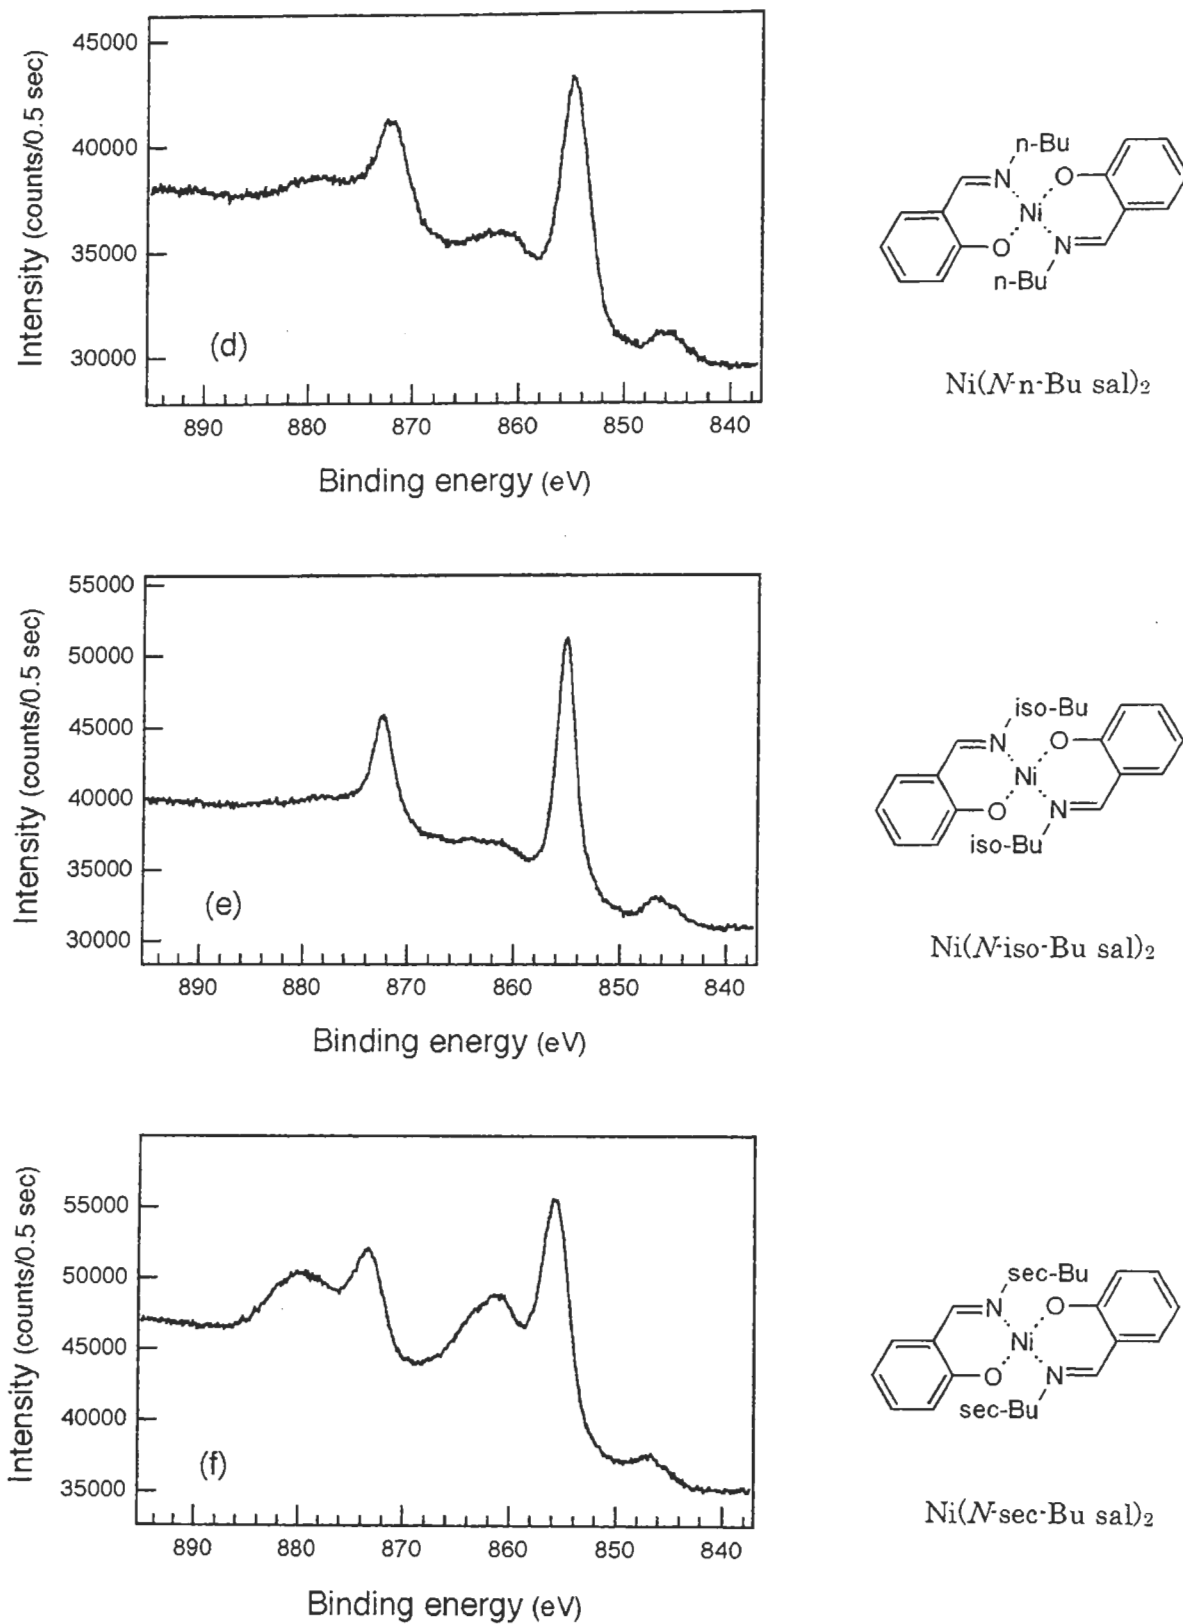 Intensity (counts/0.5 sec)
45000
40000
35000
30000
(d)
890 880 870 860 850 840
Binding energy (eV)
n-Bu
N O
Ni
O N
n-Bu
Ni(N-n-Bu sal)2
Intensity (counts/0.5 sec)
55000
50000
45000
40000
35000
30000
(e)
890 880 870 860 850 840
Binding energy (eV)
iso-Bu
N O
Ni
O N
iso-Bu
Ni(N-iso-Bu sal)2
Intensity (counts/0.5 sec)
55000
50000
45000
40000
35000
(f)
890 880 870 860 850 840
Binding energy (eV)
sec-Bu
N O
Ni
O N
sec-Bu
Ni(N-sec-Bu sal)2